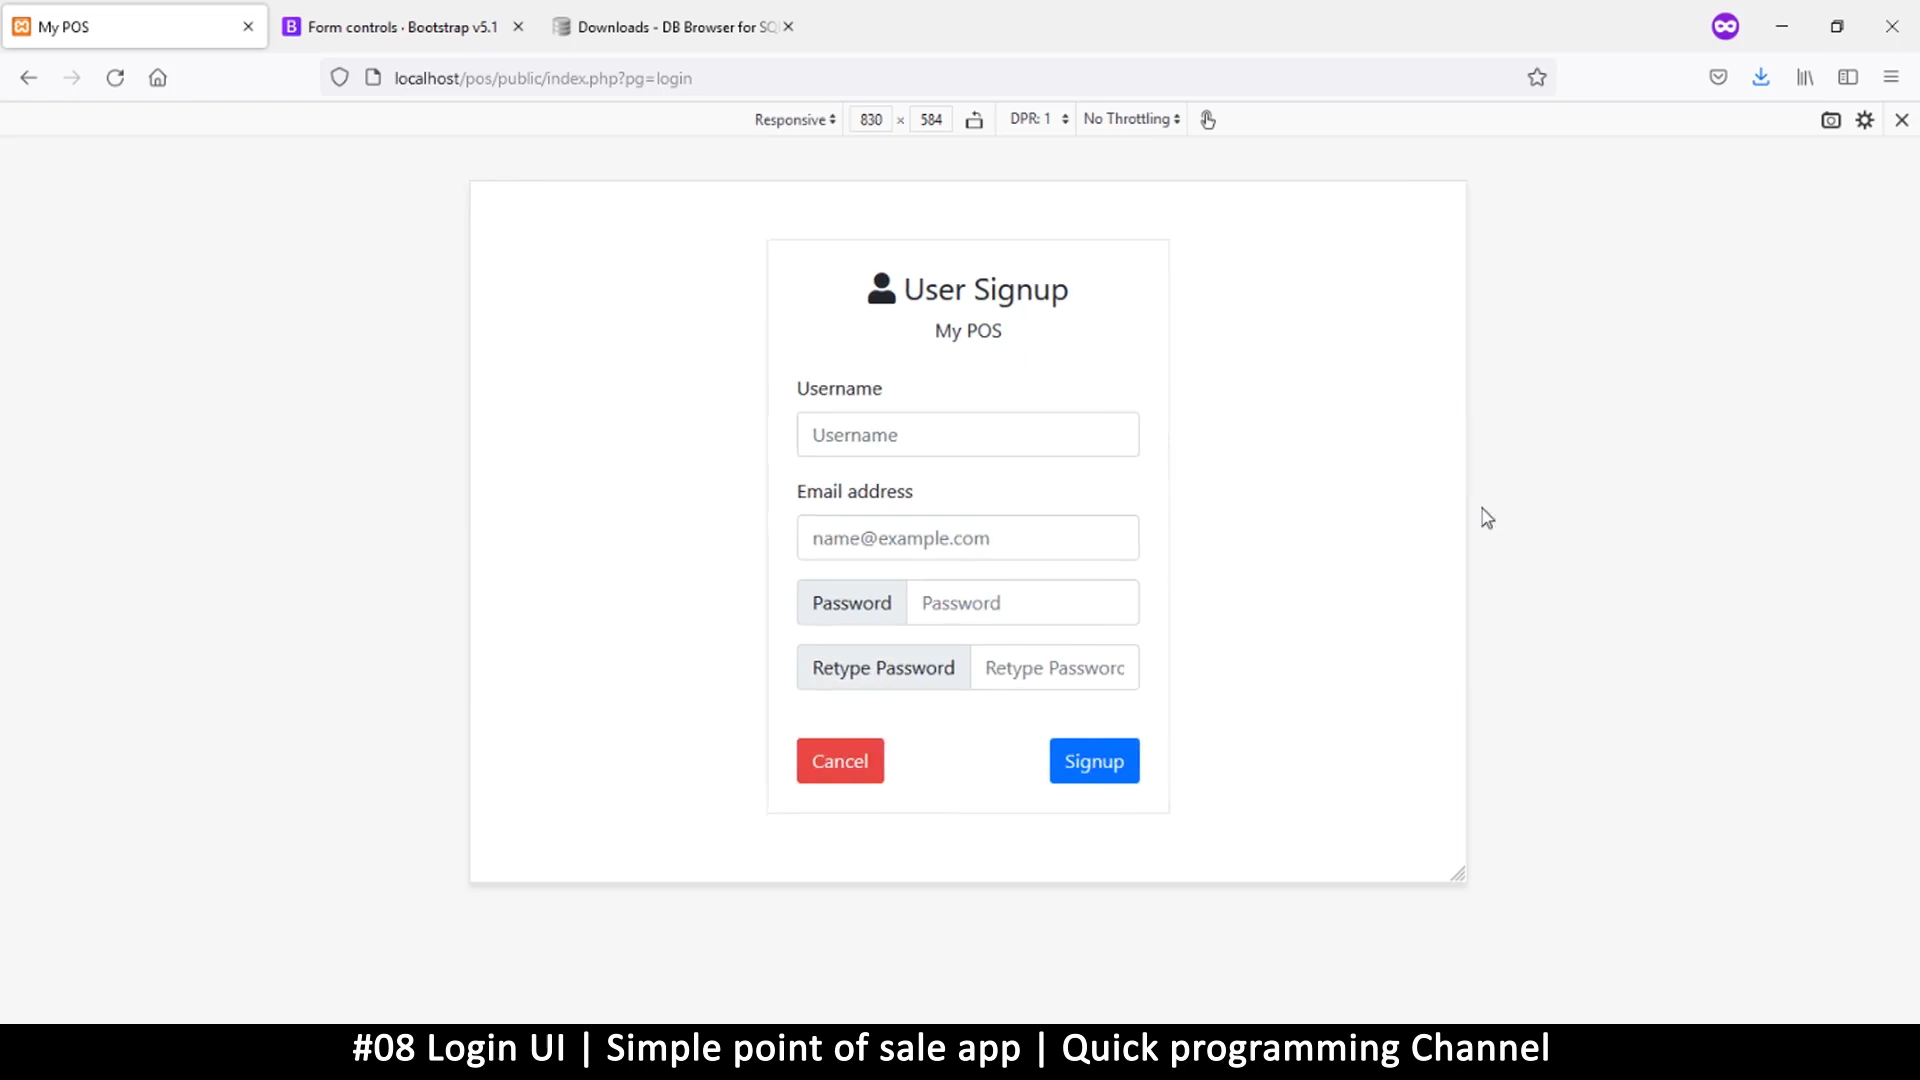 My POS
Form controls · Bootstrap v5.1
Downloads - DB Browser for SQ
localhost/pos/public/index.php?pg=login
Responsive 830 × 584 DPR: 1 No Throttling
User Signup
My POS
Username
Username
Email address
name@example.com
Password Password
Retype Password Retype Password
Cancel Signup
#08 Login UI | Simple point of sale app | Quick programming Channel